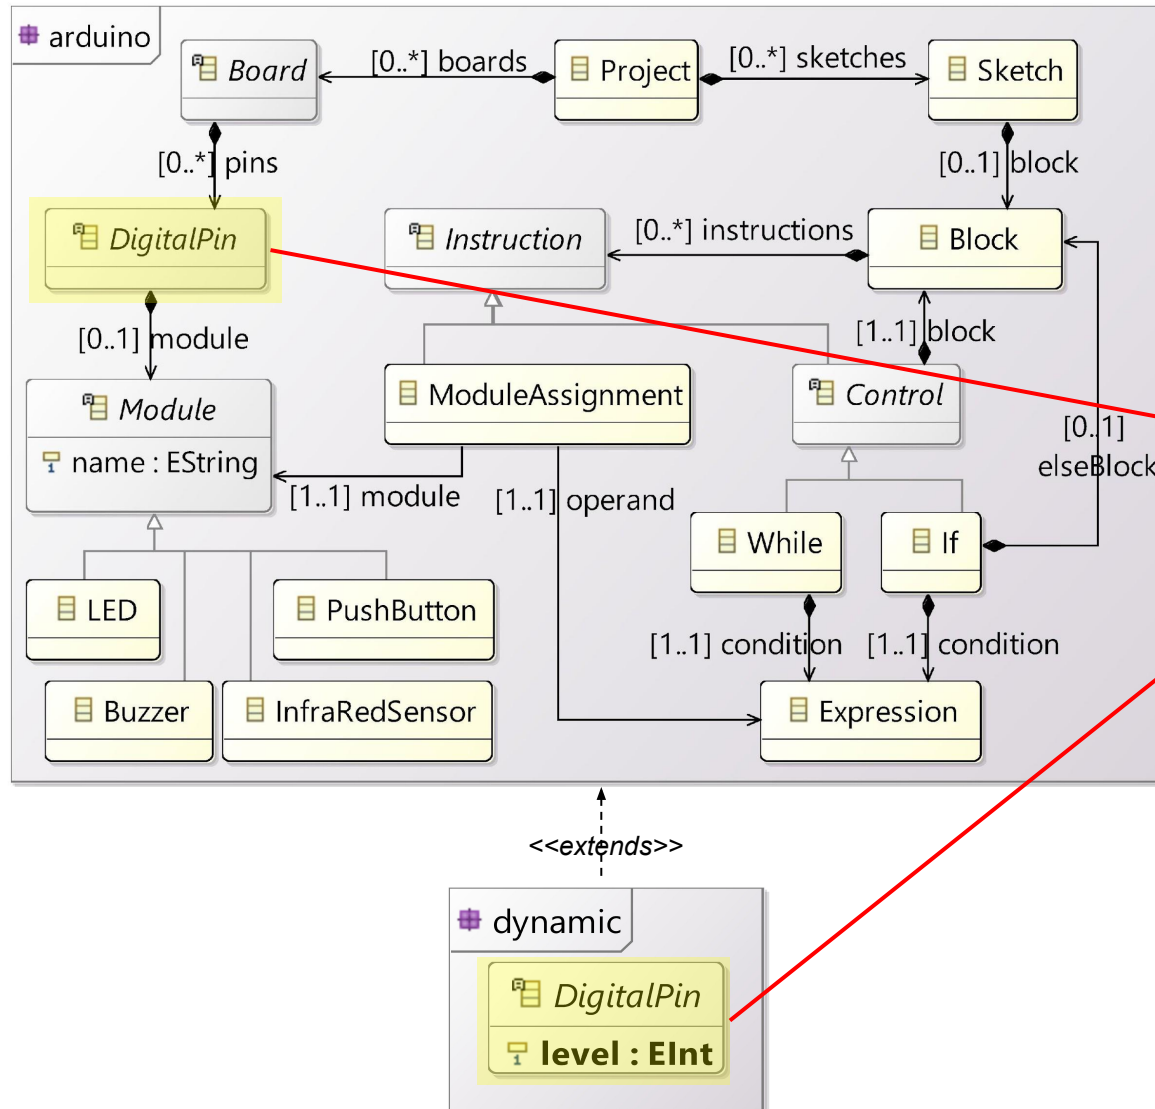 arduino
Board
[0..*] boards
Project
[0..*] sketches
Sketch
[0..*] pins
[0..1] block
DigitalPin
Instruction
[0..*] instructions
Block
[0..1] module
[1..1] block
Module
name : EString
ModuleAssignment
Control
[0..1]
elseBlock
[1..1] module
[1..1] operand
While
If
LED
PushButton
[1..1] condition
[1..1] condition
Buzzer
InfraRedSensor
Expression
<<extends>>
dynamic
DigitalPin
level : EInt